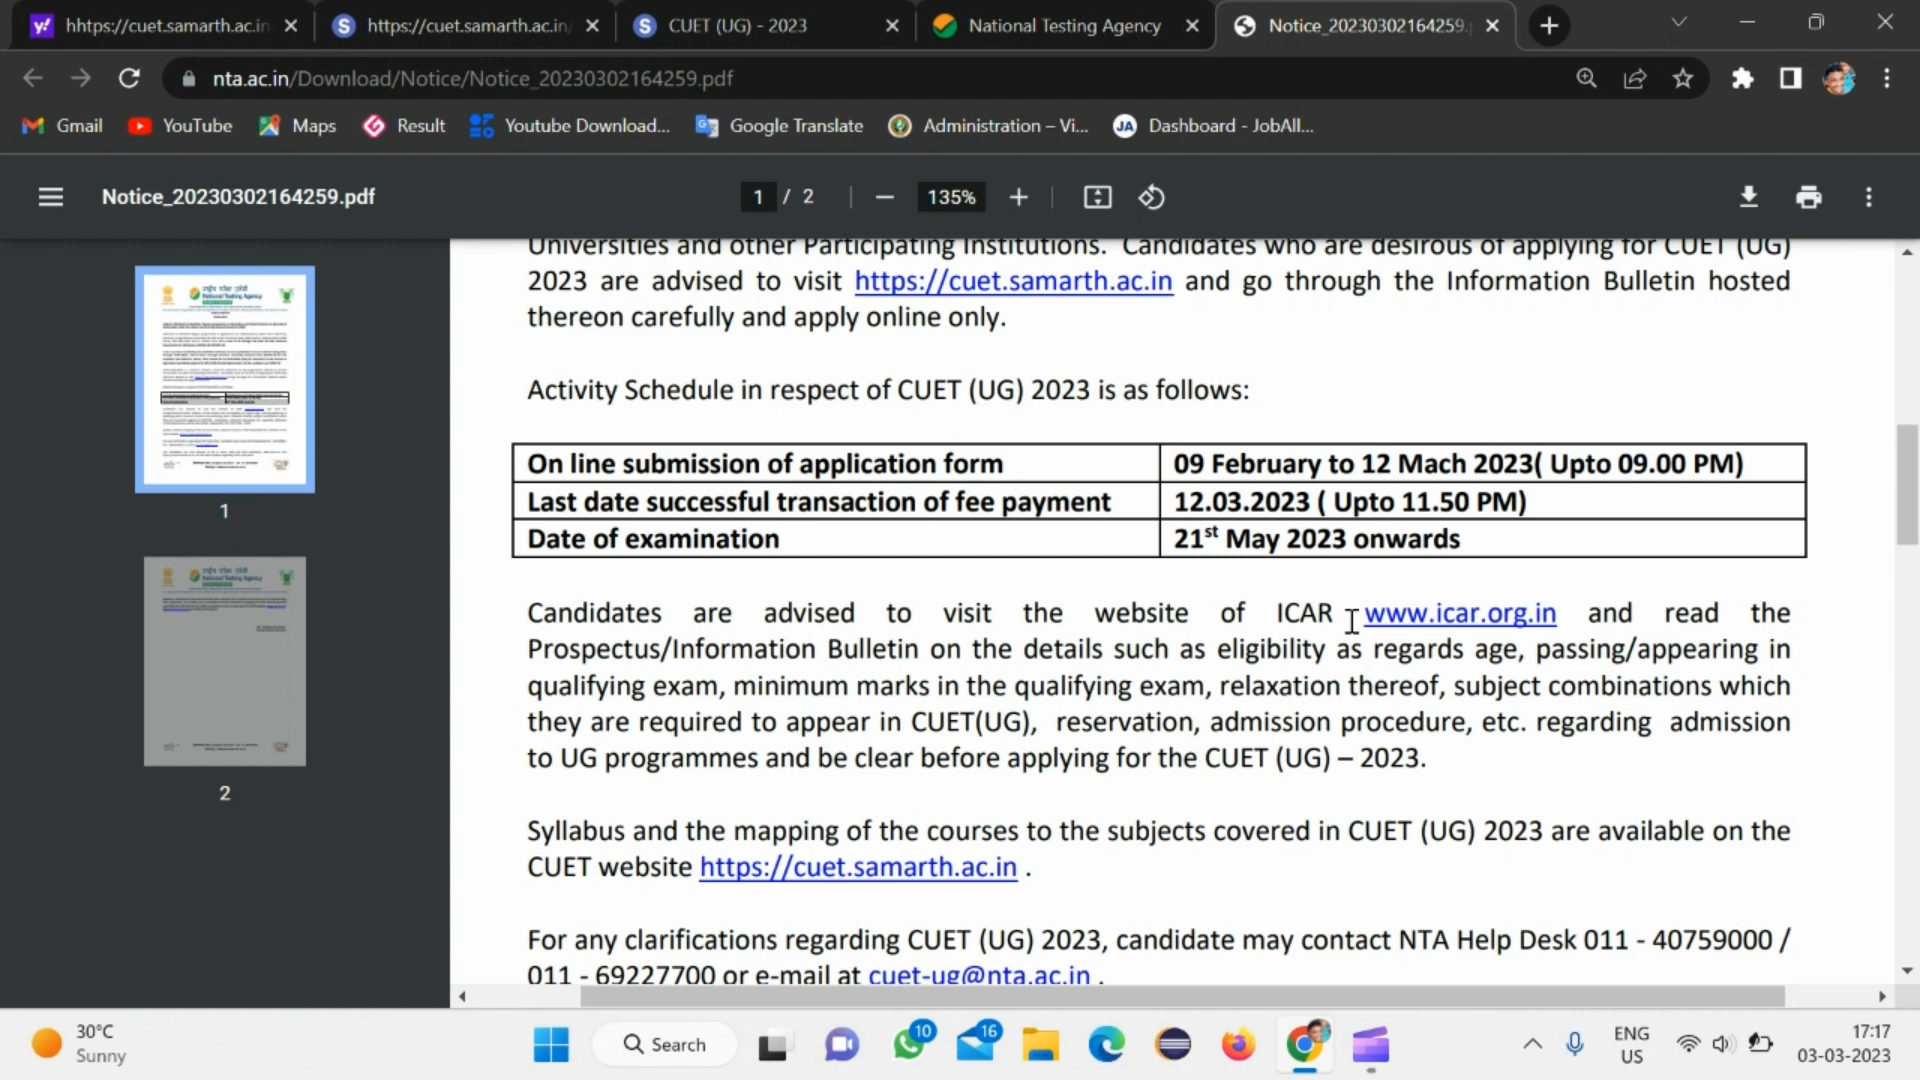 hhtps://cuet.samarth.ac.in
https://cuet.samarth.ac.in/
CUET (UG) - 2023
National Testing Agency
Notice_20230302164259.
nta.ac.in/Download/Notice/Notice_20230302164259.pdf
Gmail
YouTube
Maps
Result
Youtube Download...
Google Translate
Administration – Vi...
JA Dashboard - JobAll...
Notice_20230302164259.pdf
1 / 2
135%
Universities and other Participating Institutions. Candidates who are desirous of applying for CUET (UG)
2023 are advised to visit https://cuet.samarth.ac.in and go through the Information Bulletin hosted
thereon carefully and apply online only.
Activity Schedule in respect of CUET (UG) 2023 is as follows:
On line submission of application form 09 February to 12 Mach 2023( Upto 09.00 PM)
Last date successful transaction of fee payment 12.03.2023 ( Upto 11.50 PM)
Date of examination 21st May 2023 onwards
Candidates are advised to visit the website of ICAR www.icar.org.in and read the
Prospectus/Information Bulletin on the details such as eligibility as regards age, passing/appearing in
qualifying exam, minimum marks in the qualifying exam, relaxation thereof, subject combinations which
they are required to appear in CUET(UG), reservation, admission procedure, etc. regarding admission
to UG programmes and be clear before applying for the CUET (UG) – 2023.
Syllabus and the mapping of the courses to the subjects covered in CUET (UG) 2023 are available on the
CUET website https://cuet.samarth.ac.in .
For any clarifications regarding CUET (UG) 2023, candidate may contact NTA Help Desk 011 - 40759000 /
011 - 69227700 or e-mail at cuet-ug@nta.ac.in .
1
2
30°C
Sunny
Search
10
16
ENG
US
17:17
03-03-2023